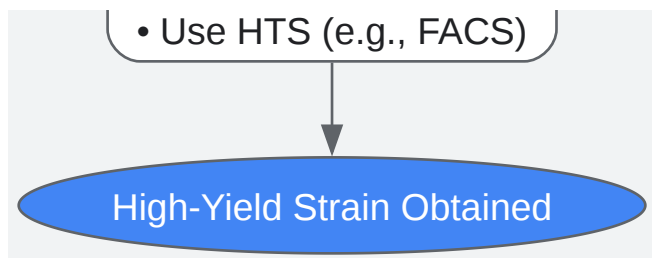 • Use HTS (e.g., FACS)
High-Yield Strain Obtained